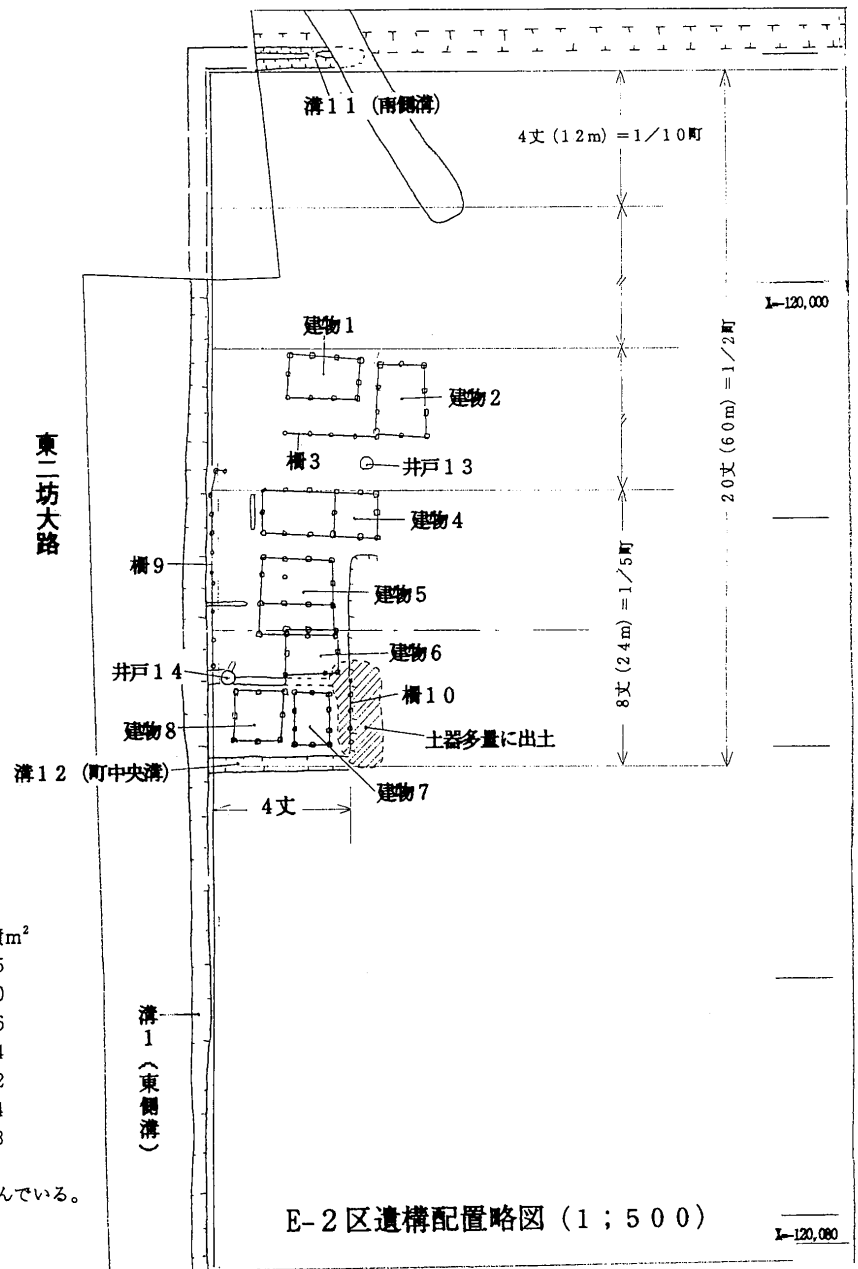 溝11 (南側溝)
4丈(12m)=1/10町
X=-120,000
20丈(60m)=1/2町
建物1
建物2
柵3
井戸13
東二坊大路
建物4
8丈(24m)=1/5町
柵9
建物5
建物6
井戸14
柵10
建物8
土器多量に出土
溝12 (町中央溝)
建物7
4丈
m²
溝1(東側溝)
んでいる。
E-2区遺構配置略図(1;500)
X=-120,080